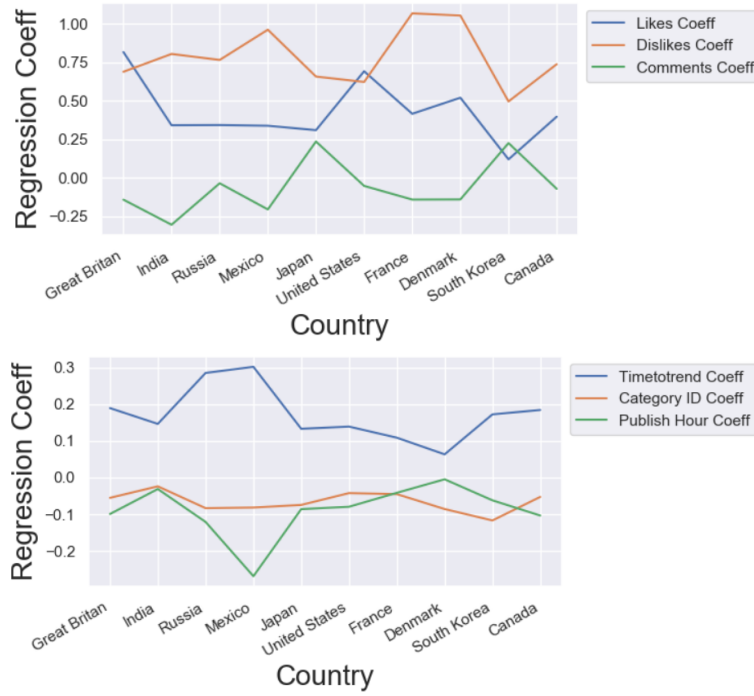 1.00
0.75
0.50
0.25
0.00
−0.25
Regression Coeff
Likes Coeff
Dislikes Coeff
Comments Coeff
Great Britan
India
Russia
Mexico
Japan
United States
France
Denmark
South Korea
Canada
Country
0.3
0.2
0.1
0.0
−0.1
−0.2
Regression Coeff
Timetotrend Coeff
Category ID Coeff
Publish Hour Coeff
Great Britan
India
Russia
Mexico
Japan
United States
France
Denmark
South Korea
Canada
Country